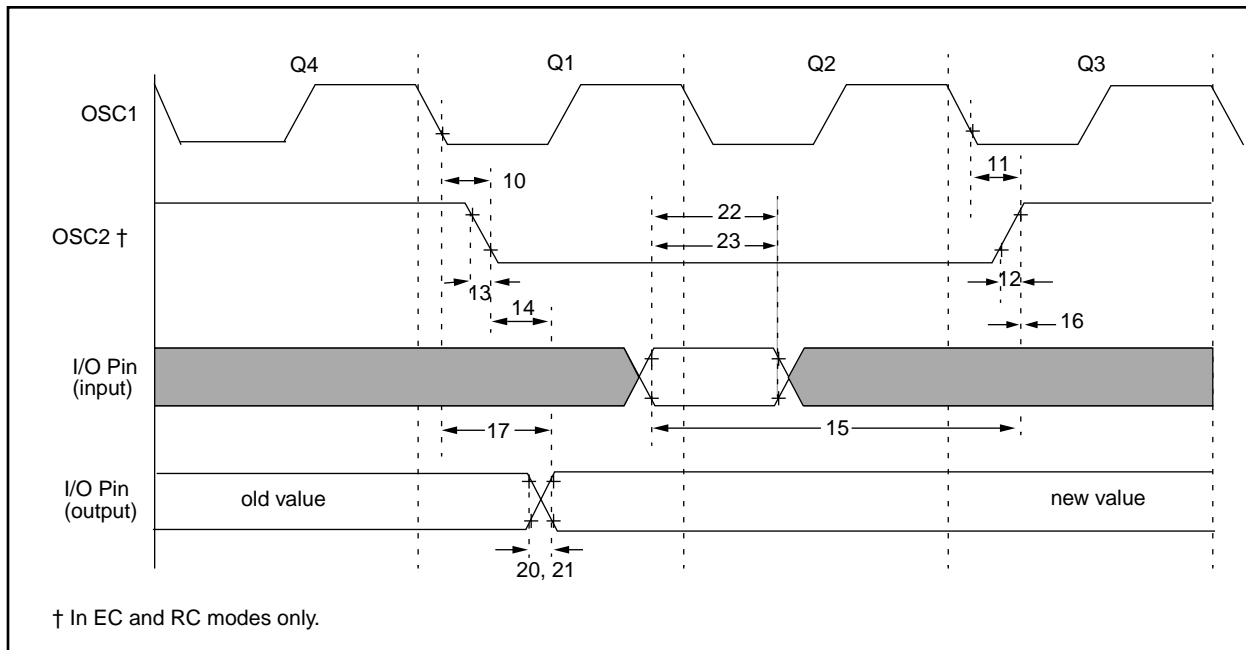 Q4 Q1 Q2 Q3
OSC1
10 11
22
OSC2 †
23
13 12
14 16
I/O Pin
(input)
17 15
I/O Pin
(output)
old value new value
20, 21
† In EC and RC modes only.